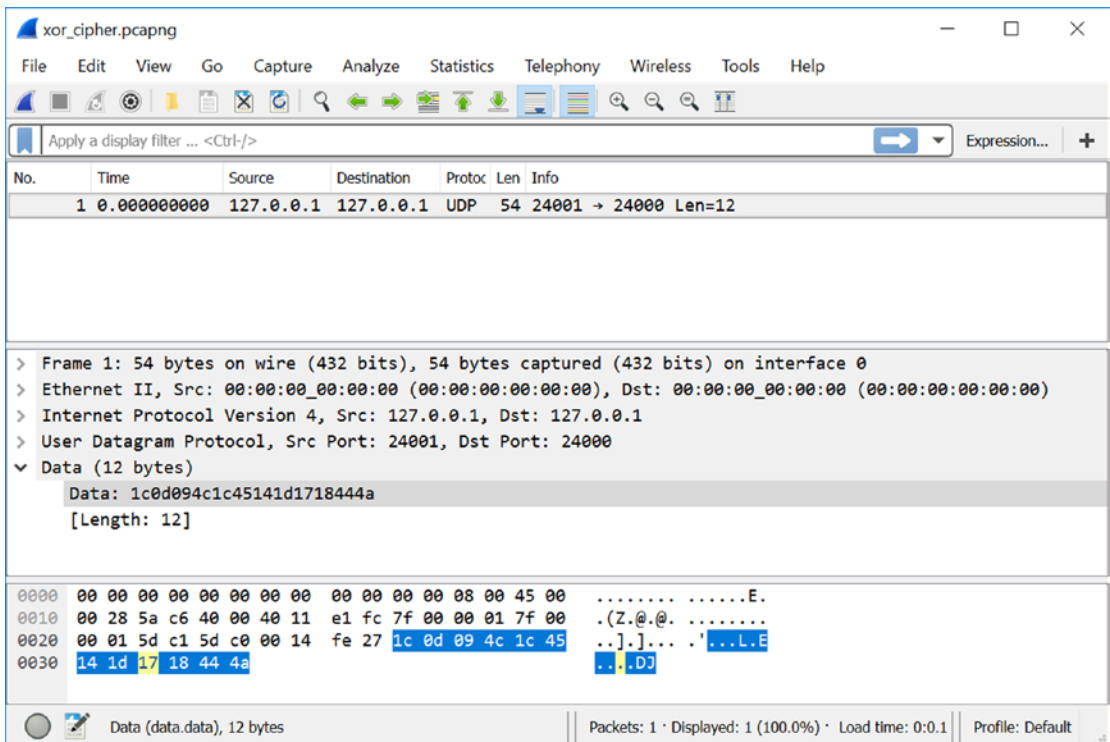 xor_cipher.pcapng
File Edit View Go Capture Analyze Statistics Telephony Wireless Tools Help
Apply a display filter ... <Ctrl-/> Expression... +
No. Time Source Destination Protoc Len Info
1 0.000000000 127.0.0.1 127.0.0.1 UDP 54 24001 → 24000 Len=12
> Frame 1: 54 bytes on wire (432 bits), 54 bytes captured (432 bits) on interface 0
> Ethernet II, Src: 00:00:00_00:00:00 (00:00:00:00:00:00), Dst: 00:00:00_00:00:00 (00:00:00:00:00:00)
> Internet Protocol Version 4, Src: 127.0.0.1, Dst: 127.0.0.1
> User Datagram Protocol, Src Port: 24001, Dst Port: 24000
Data (12 bytes)
Data: 1c0d094c1c45141d1718444a
[Length: 12]
0000 00 00 00 00 00 00 00 00 00 00 00 00 08 00 45 00 ........ ......E.
0010 00 28 5a c6 40 00 40 11 e1 fc 7f 00 00 01 7f 00 .(Z.@.@. ........
0020 00 01 5d c1 5d c0 00 14 fe 27 1c 0d 09 4c 1c 45 ..].]... .'...L.E
0030 14 1d 17 18 44 4a ....DJ
Data (data.data), 12 bytes Packets: 1 · Displayed: 1 (100.0%) · Load time: 0:0.1 Profile: Default